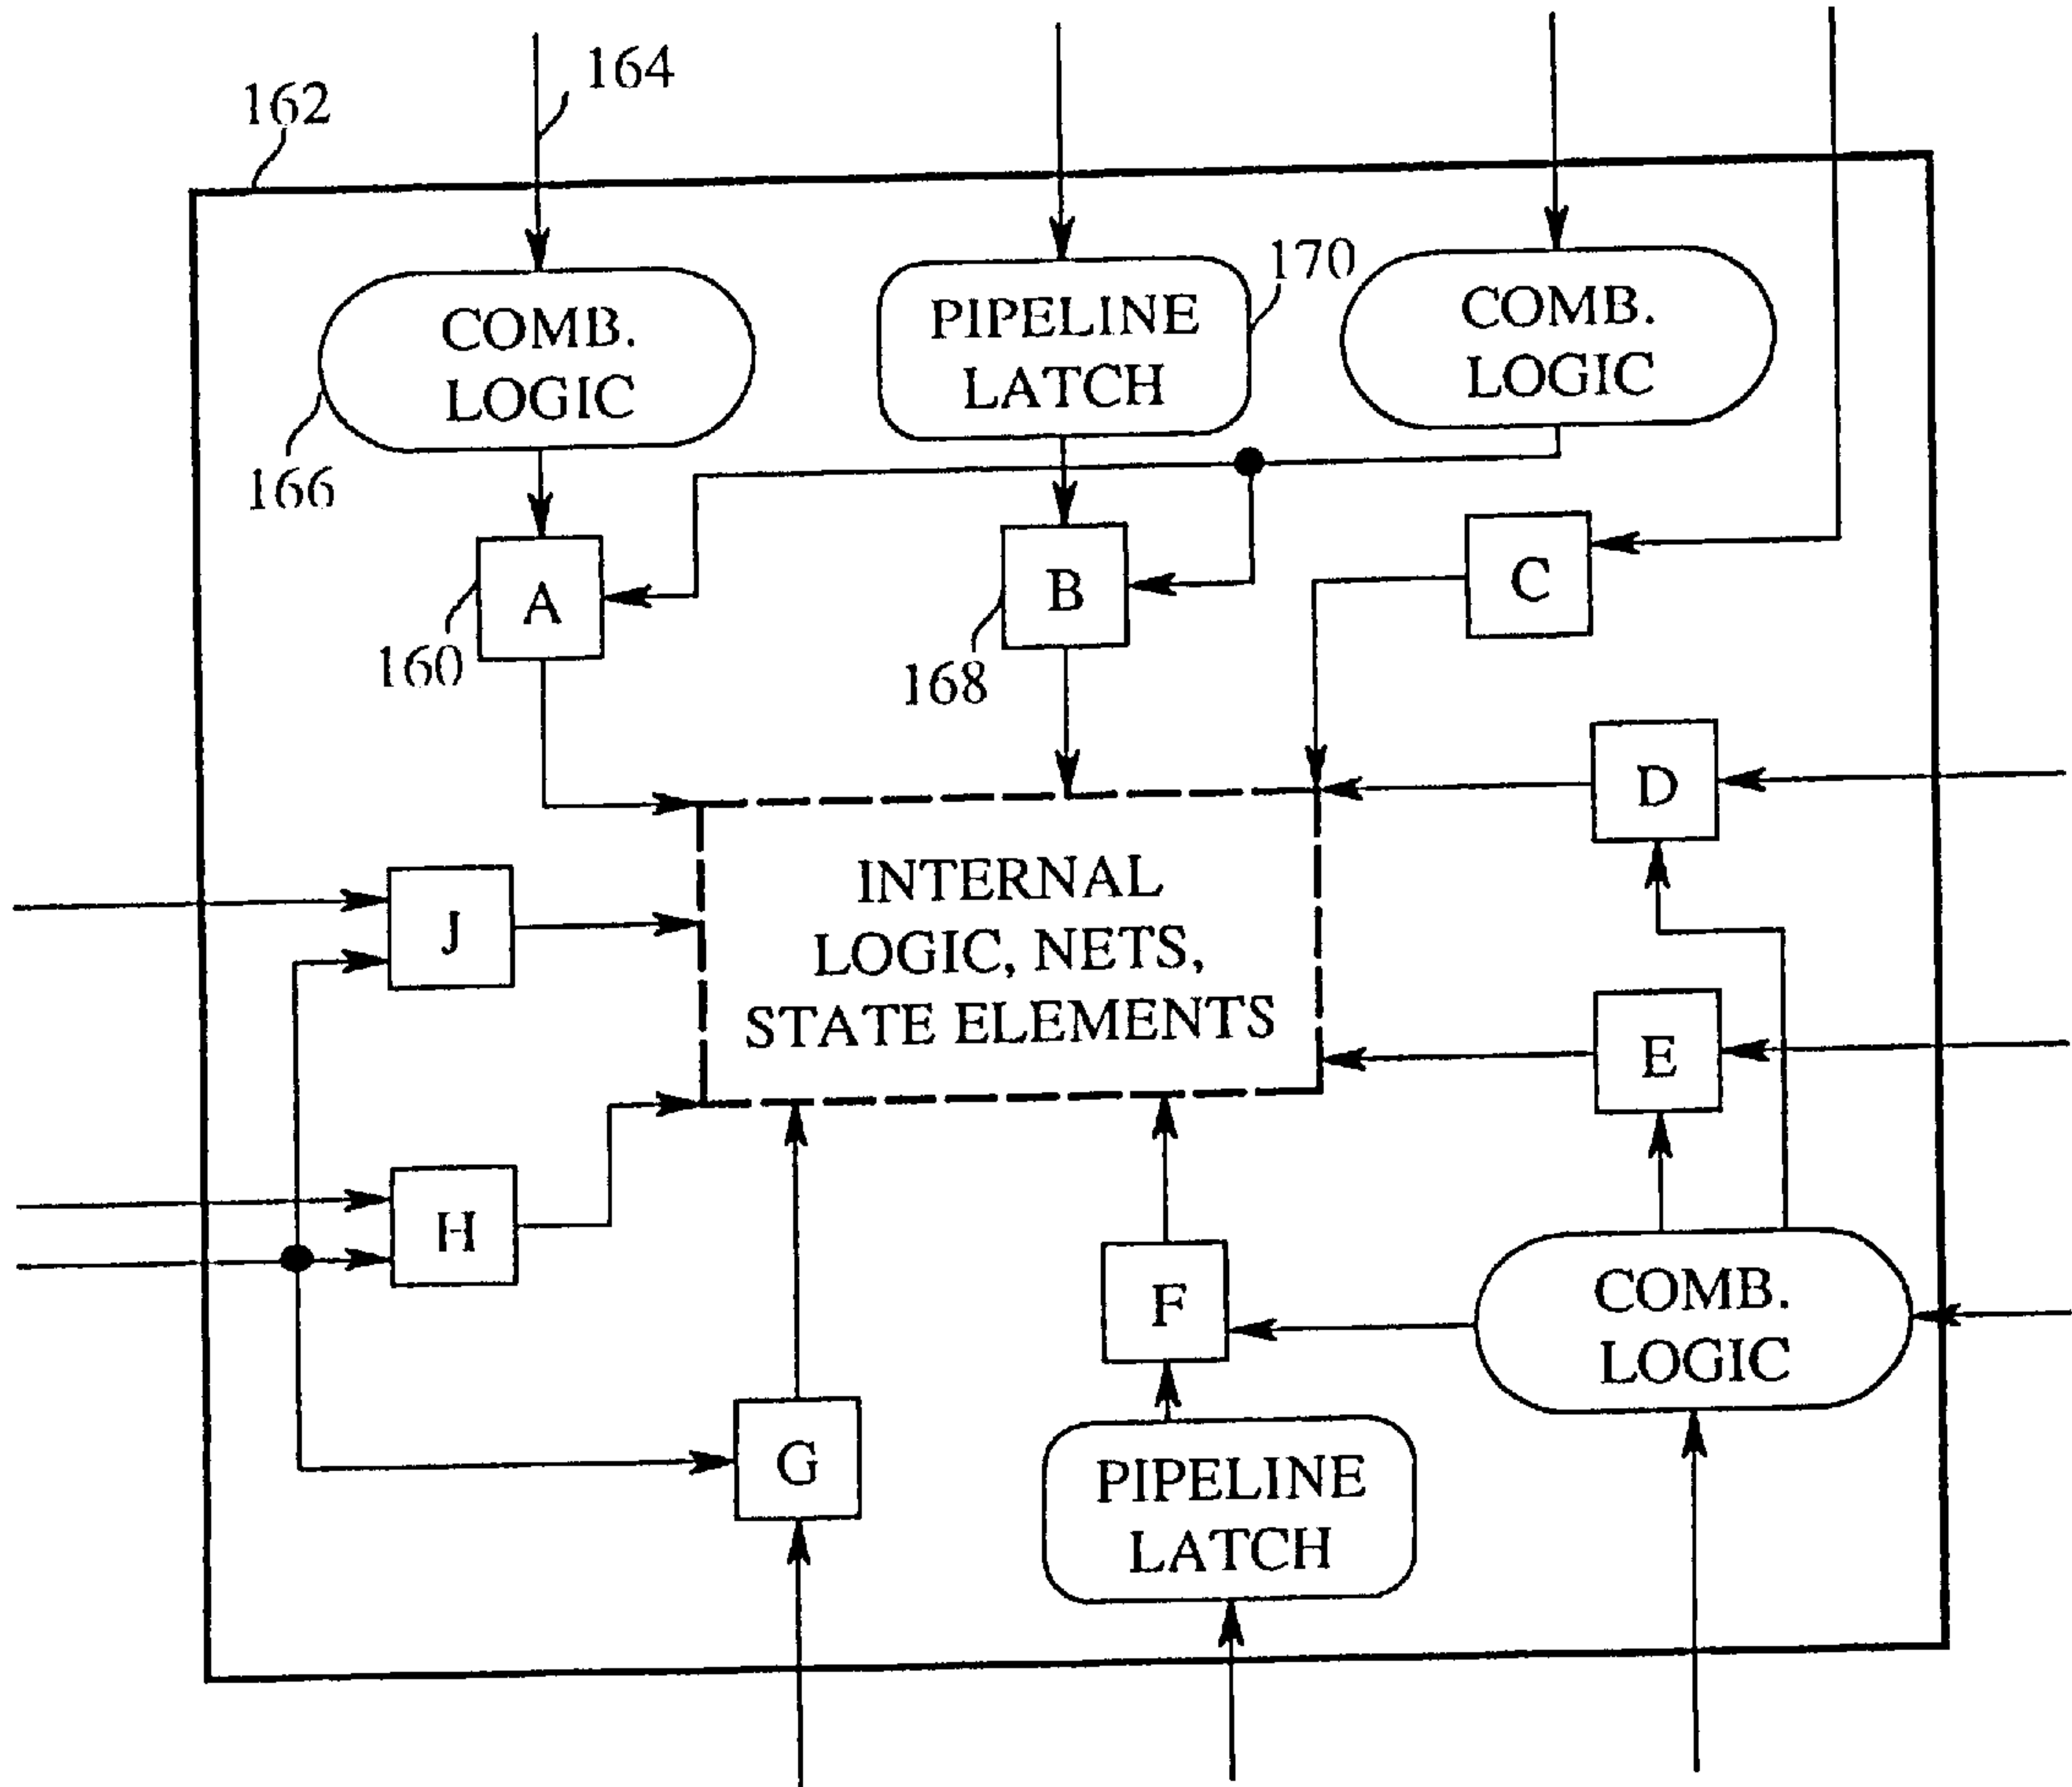 164
162
COMB.
LOGIC
PIPELINE
LATCH
170
COMB.
LOGIC
166
A
160
B
168
C
D
INTERNAL
LOGIC, NETS,
STATE ELEMENTS
J
E
H
F
COMB.
LOGIC
G
PIPELINE
LATCH